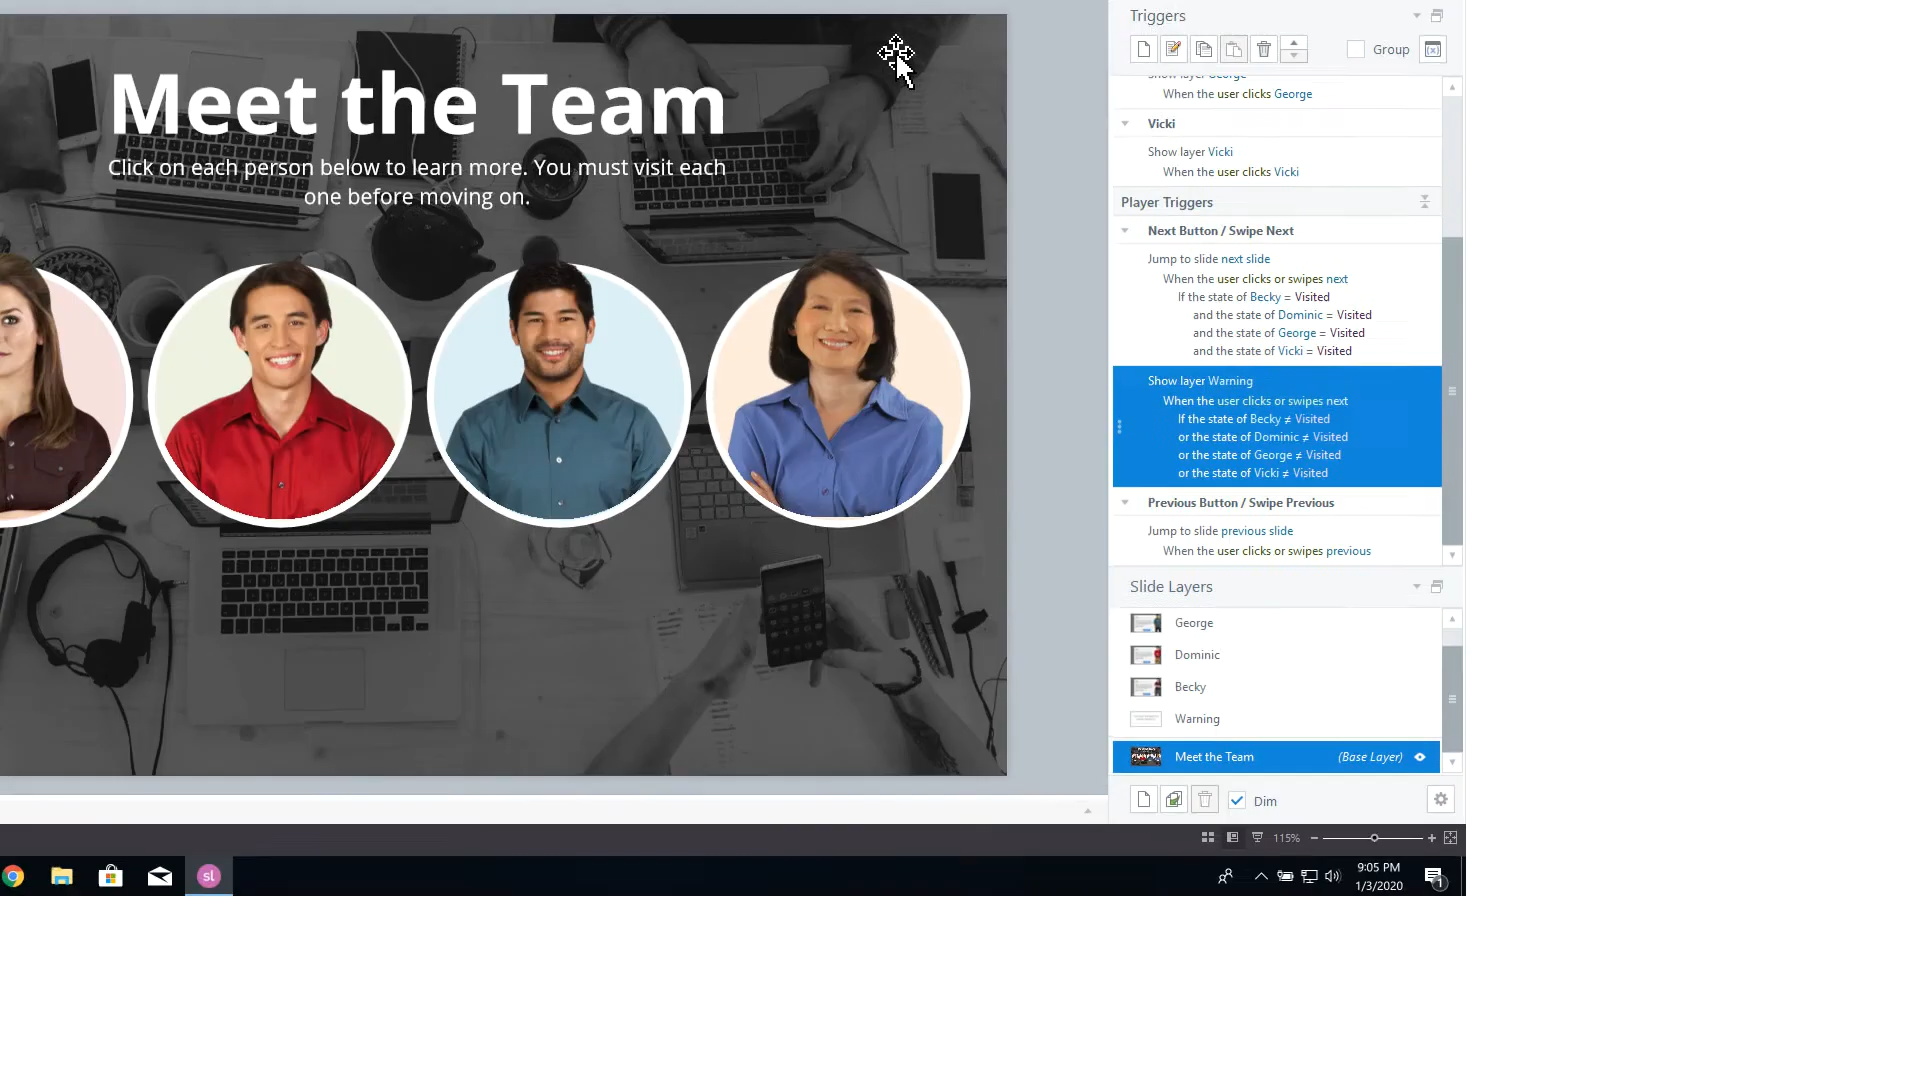 Meet the Team
Click on each person below to learn more. You must visit each
one before moving on.
Triggers
Group
Show layer George
When the user clicks George
Vicki
Show layer Vicki
When the user clicks Vicki
Player Triggers
Next Button / Swipe Next
Jump to slide next slide
When the user clicks or swipes next
If the state of Becky = Visited
and the state of Dominic = Visited
and the state of George = Visited
and the state of Vicki = Visited
Show layer Warning
When the user clicks or swipes next
If the state of Becky ≠ Visited
or the state of Dominic ≠ Visited
or the state of George ≠ Visited
or the state of Vicki ≠ Visited
Previous Button / Swipe Previous
Jump to slide previous slide
When the user clicks or swipes previous
Slide Layers
George
Dominic
Becky
Warning
Meet the Team (Base Layer)
Dim
115%
sl
9:05 PM
1/3/2020
1